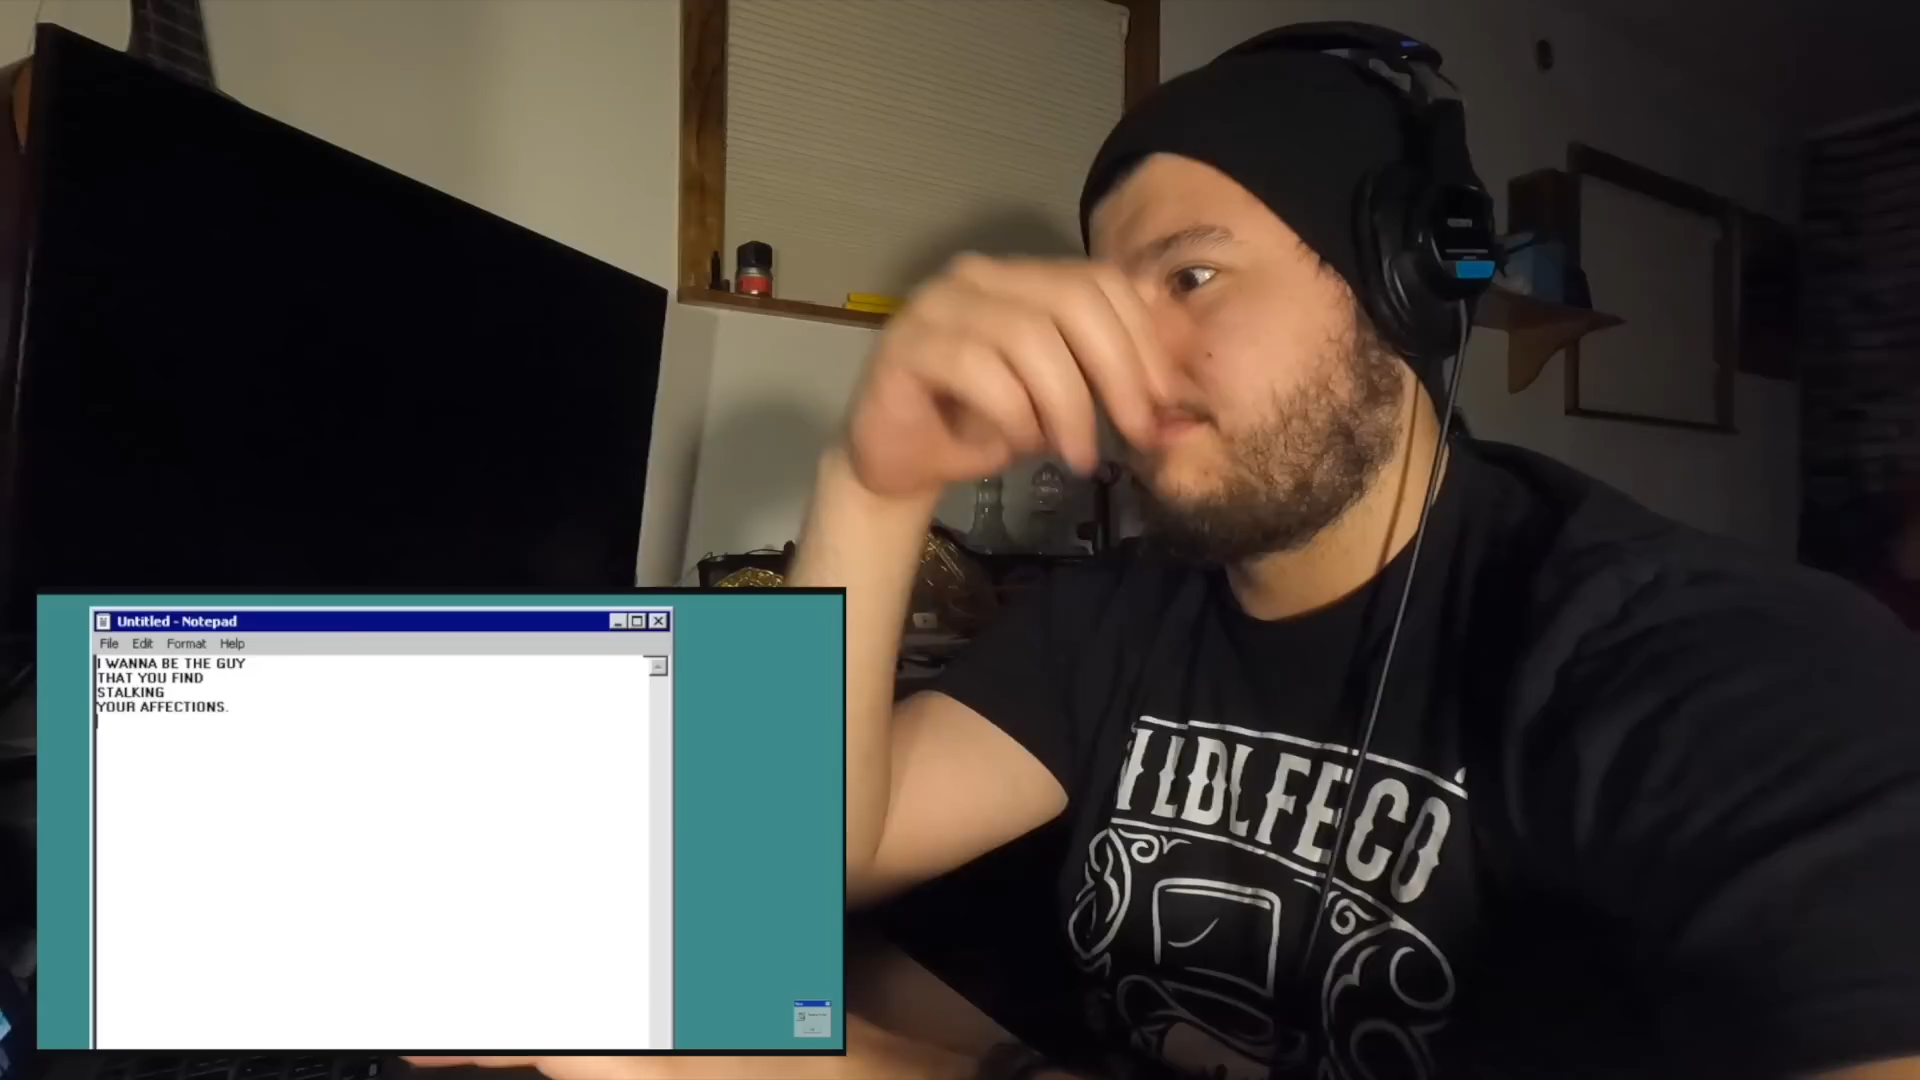 Untitled - Notepad
File Edit Format Help
I WANNA BE THE GUY
THAT YOU FIND
STALKING
YOUR AFFECTIONS.